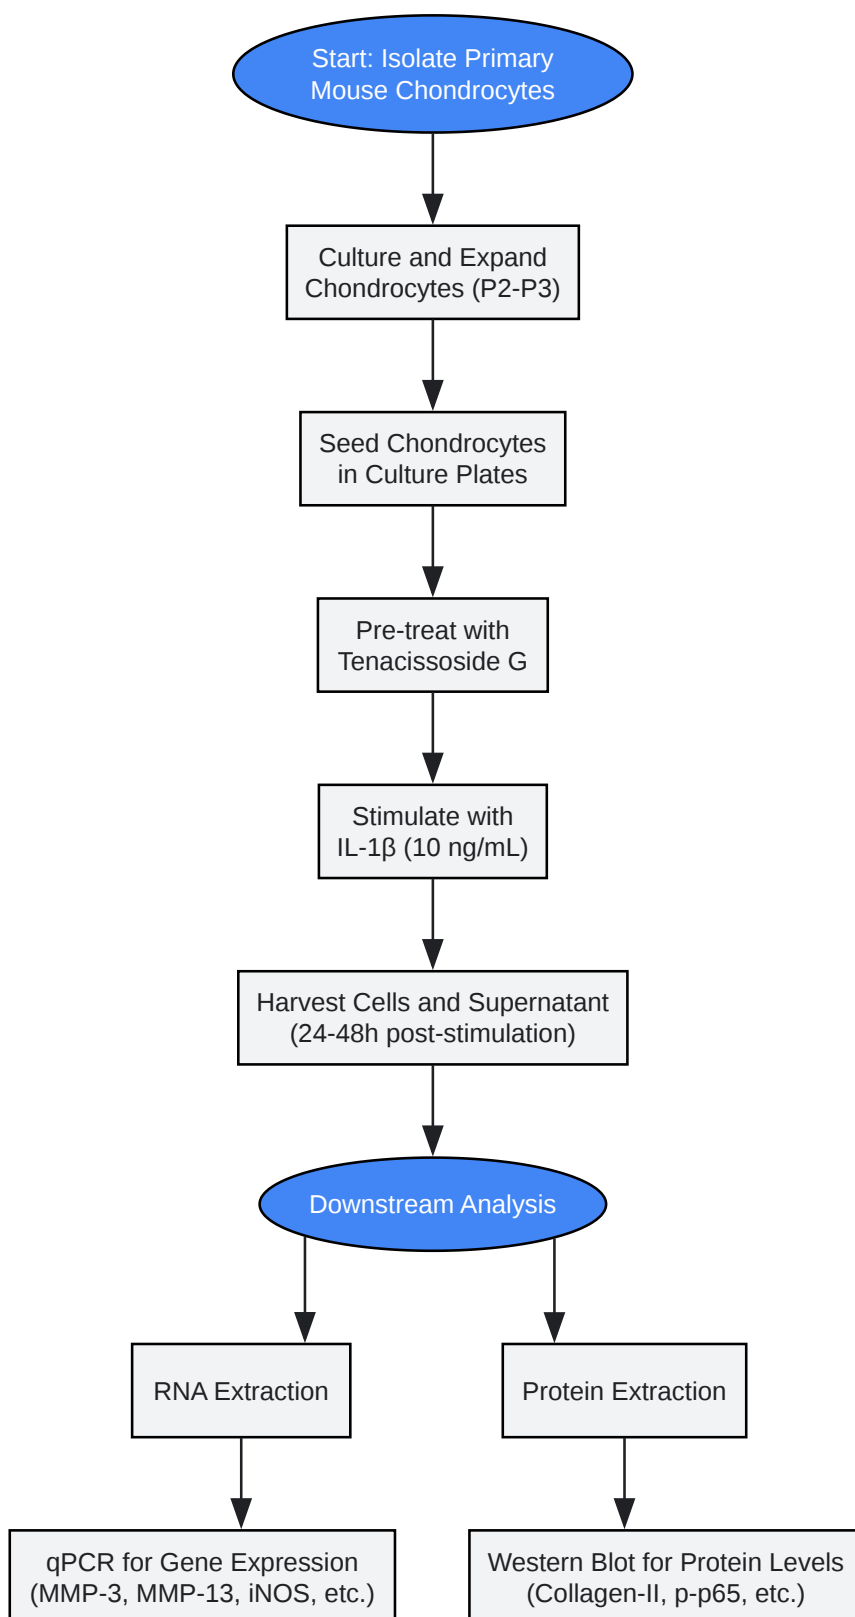 Start: Isolate Primary
Mouse Chondrocytes
Culture and Expand
Chondrocytes (P2-P3)
Seed Chondrocytes
in Culture Plates
Pre-treat with
Tenacissoside G
Stimulate with
IL-1β (10 ng/mL)
Harvest Cells and Supernatant
(24-48h post-stimulation)
Downstream Analysis
RNA Extraction
Protein Extraction
qPCR for Gene Expression
(MMP-3, MMP-13, iNOS, etc.)
Western Blot for Protein Levels
(Collagen-II, p-p65, etc.)